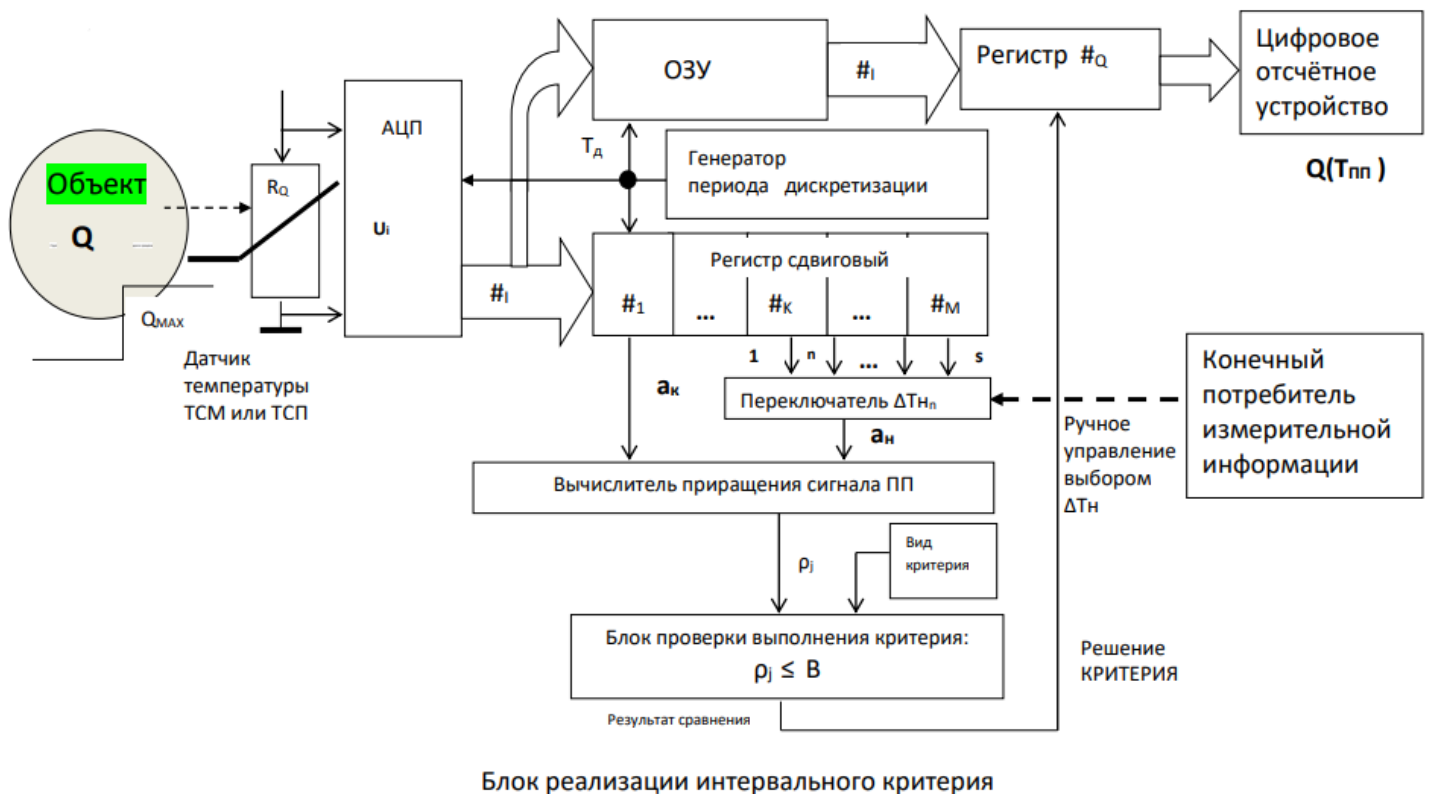 ОЗУ
#I
Регистр #Q
Цифровое
отсчётное
устройство
Q(Tпп )
АЦП
Ui
Tд
Генератор
периода дискретизации
Объект
Q
RQ
QMAX
Датчик
температуры
ТСМ или ТСП
#I
Регистр сдвиговый
#1
...
#K
...
#M
1
n
...
s
aк
Переключатель ΔTнn
aн
Ручное
управление
выбором
ΔTн
Конечный
потребитель
измерительной
информации
Вычислитель приращения сигнала ПП
ρj
Вид
критерия
Блок проверки выполнения критерия:
ρj ≤ B
Решение
КРИТЕРИЯ
Результат сравнения
Блок реализации интервального критерия